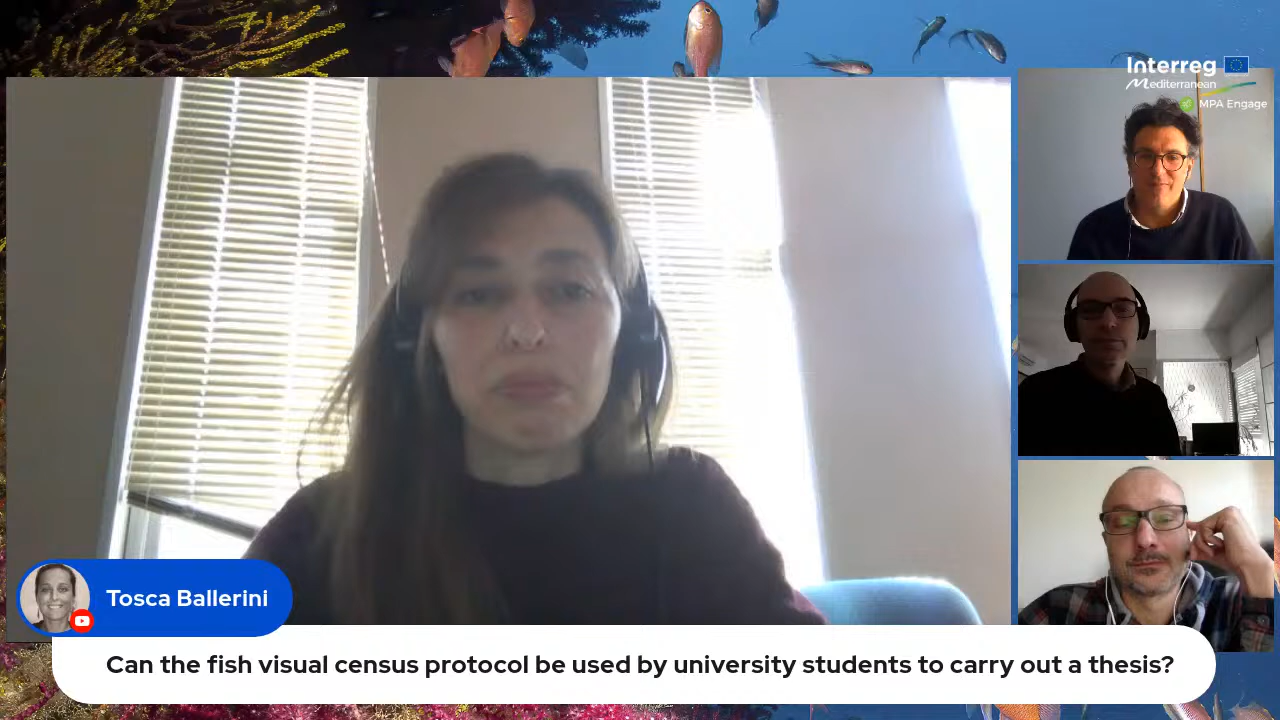 Interreg
Mediterranean
MPA Engage
Tosca Ballerini
Can the fish visual census protocol be used by university students to carry out a thesis?